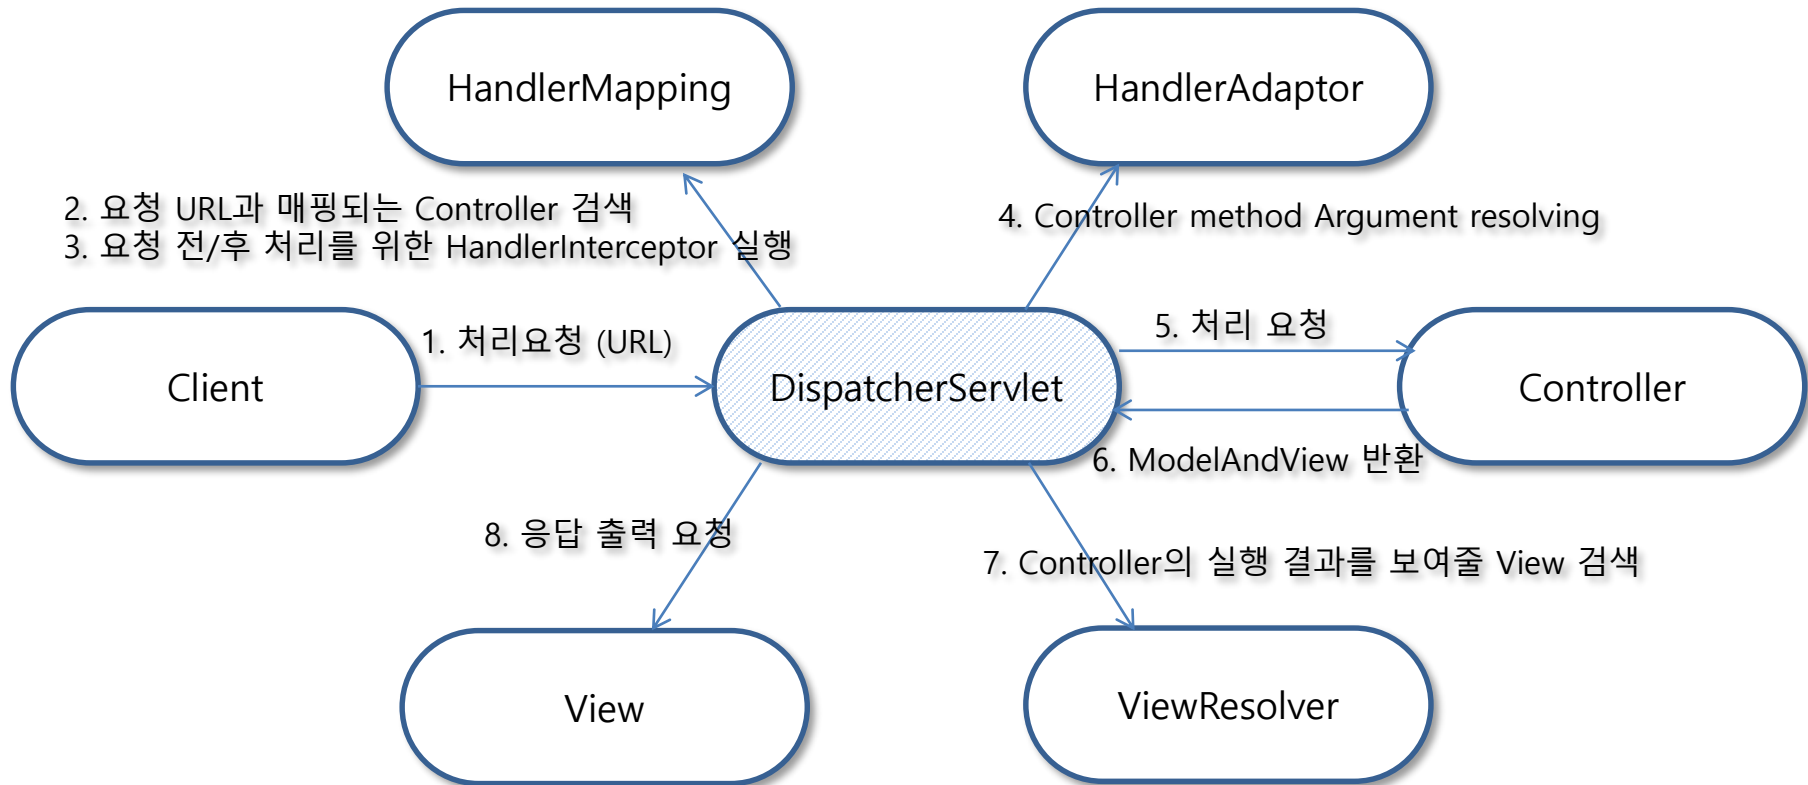 HandlerMapping
HandlerAdaptor
2. 요청 URL과 매핑되는 Controller 검색
3. 요청 전/후 처리를 위한 HandlerInterceptor 실행
4. Controller method Argument resolving
1. 처리요청 (URL)
5. 처리 요청
Client
DispatcherServlet
Controller
6. ModelAndView 반환
8. 응답 출력 요청
7. Controller의 실행 결과를 보여줄 View 검색
View
ViewResolver